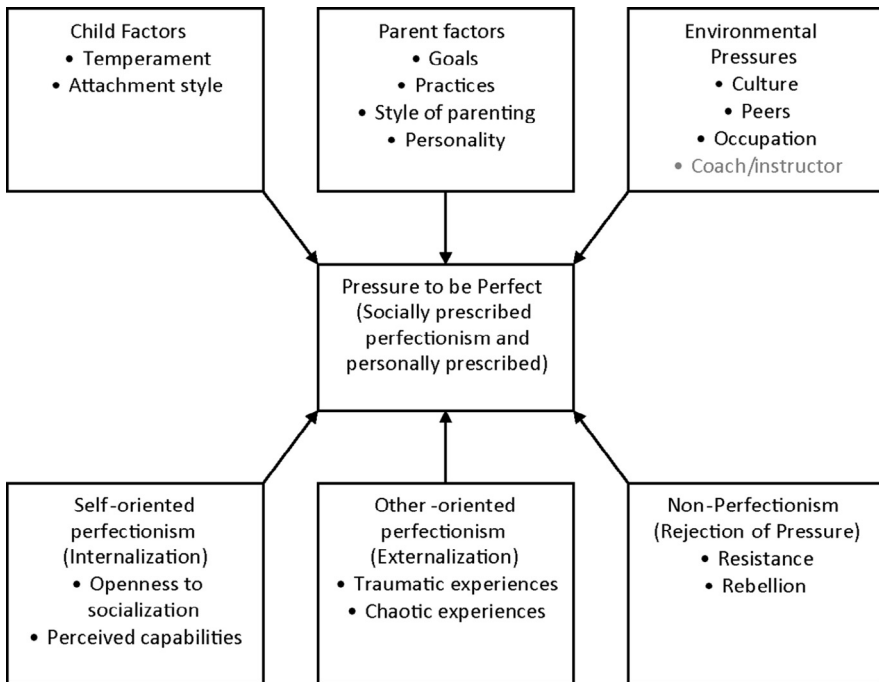 Child Factors
• Temperament
• Attachment style
Parent factors
• Goals
• Practices
• Style of parenting
• Personality
Environmental
Pressures
• Culture
• Peers
• Occupation
• Coach/instructor
Pressure to be Perfect
(Socially prescribed
perfectionism and
personally prescribed)
Self-oriented
perfectionism
(Internalization)
• Openness to
socialization
• Perceived capabilities
Other -oriented
perfectionism
(Externalization)
• Traumatic experiences
• Chaotic experiences
Non-Perfectionism
(Rejection of Pressure)
• Resistance
• Rebellion